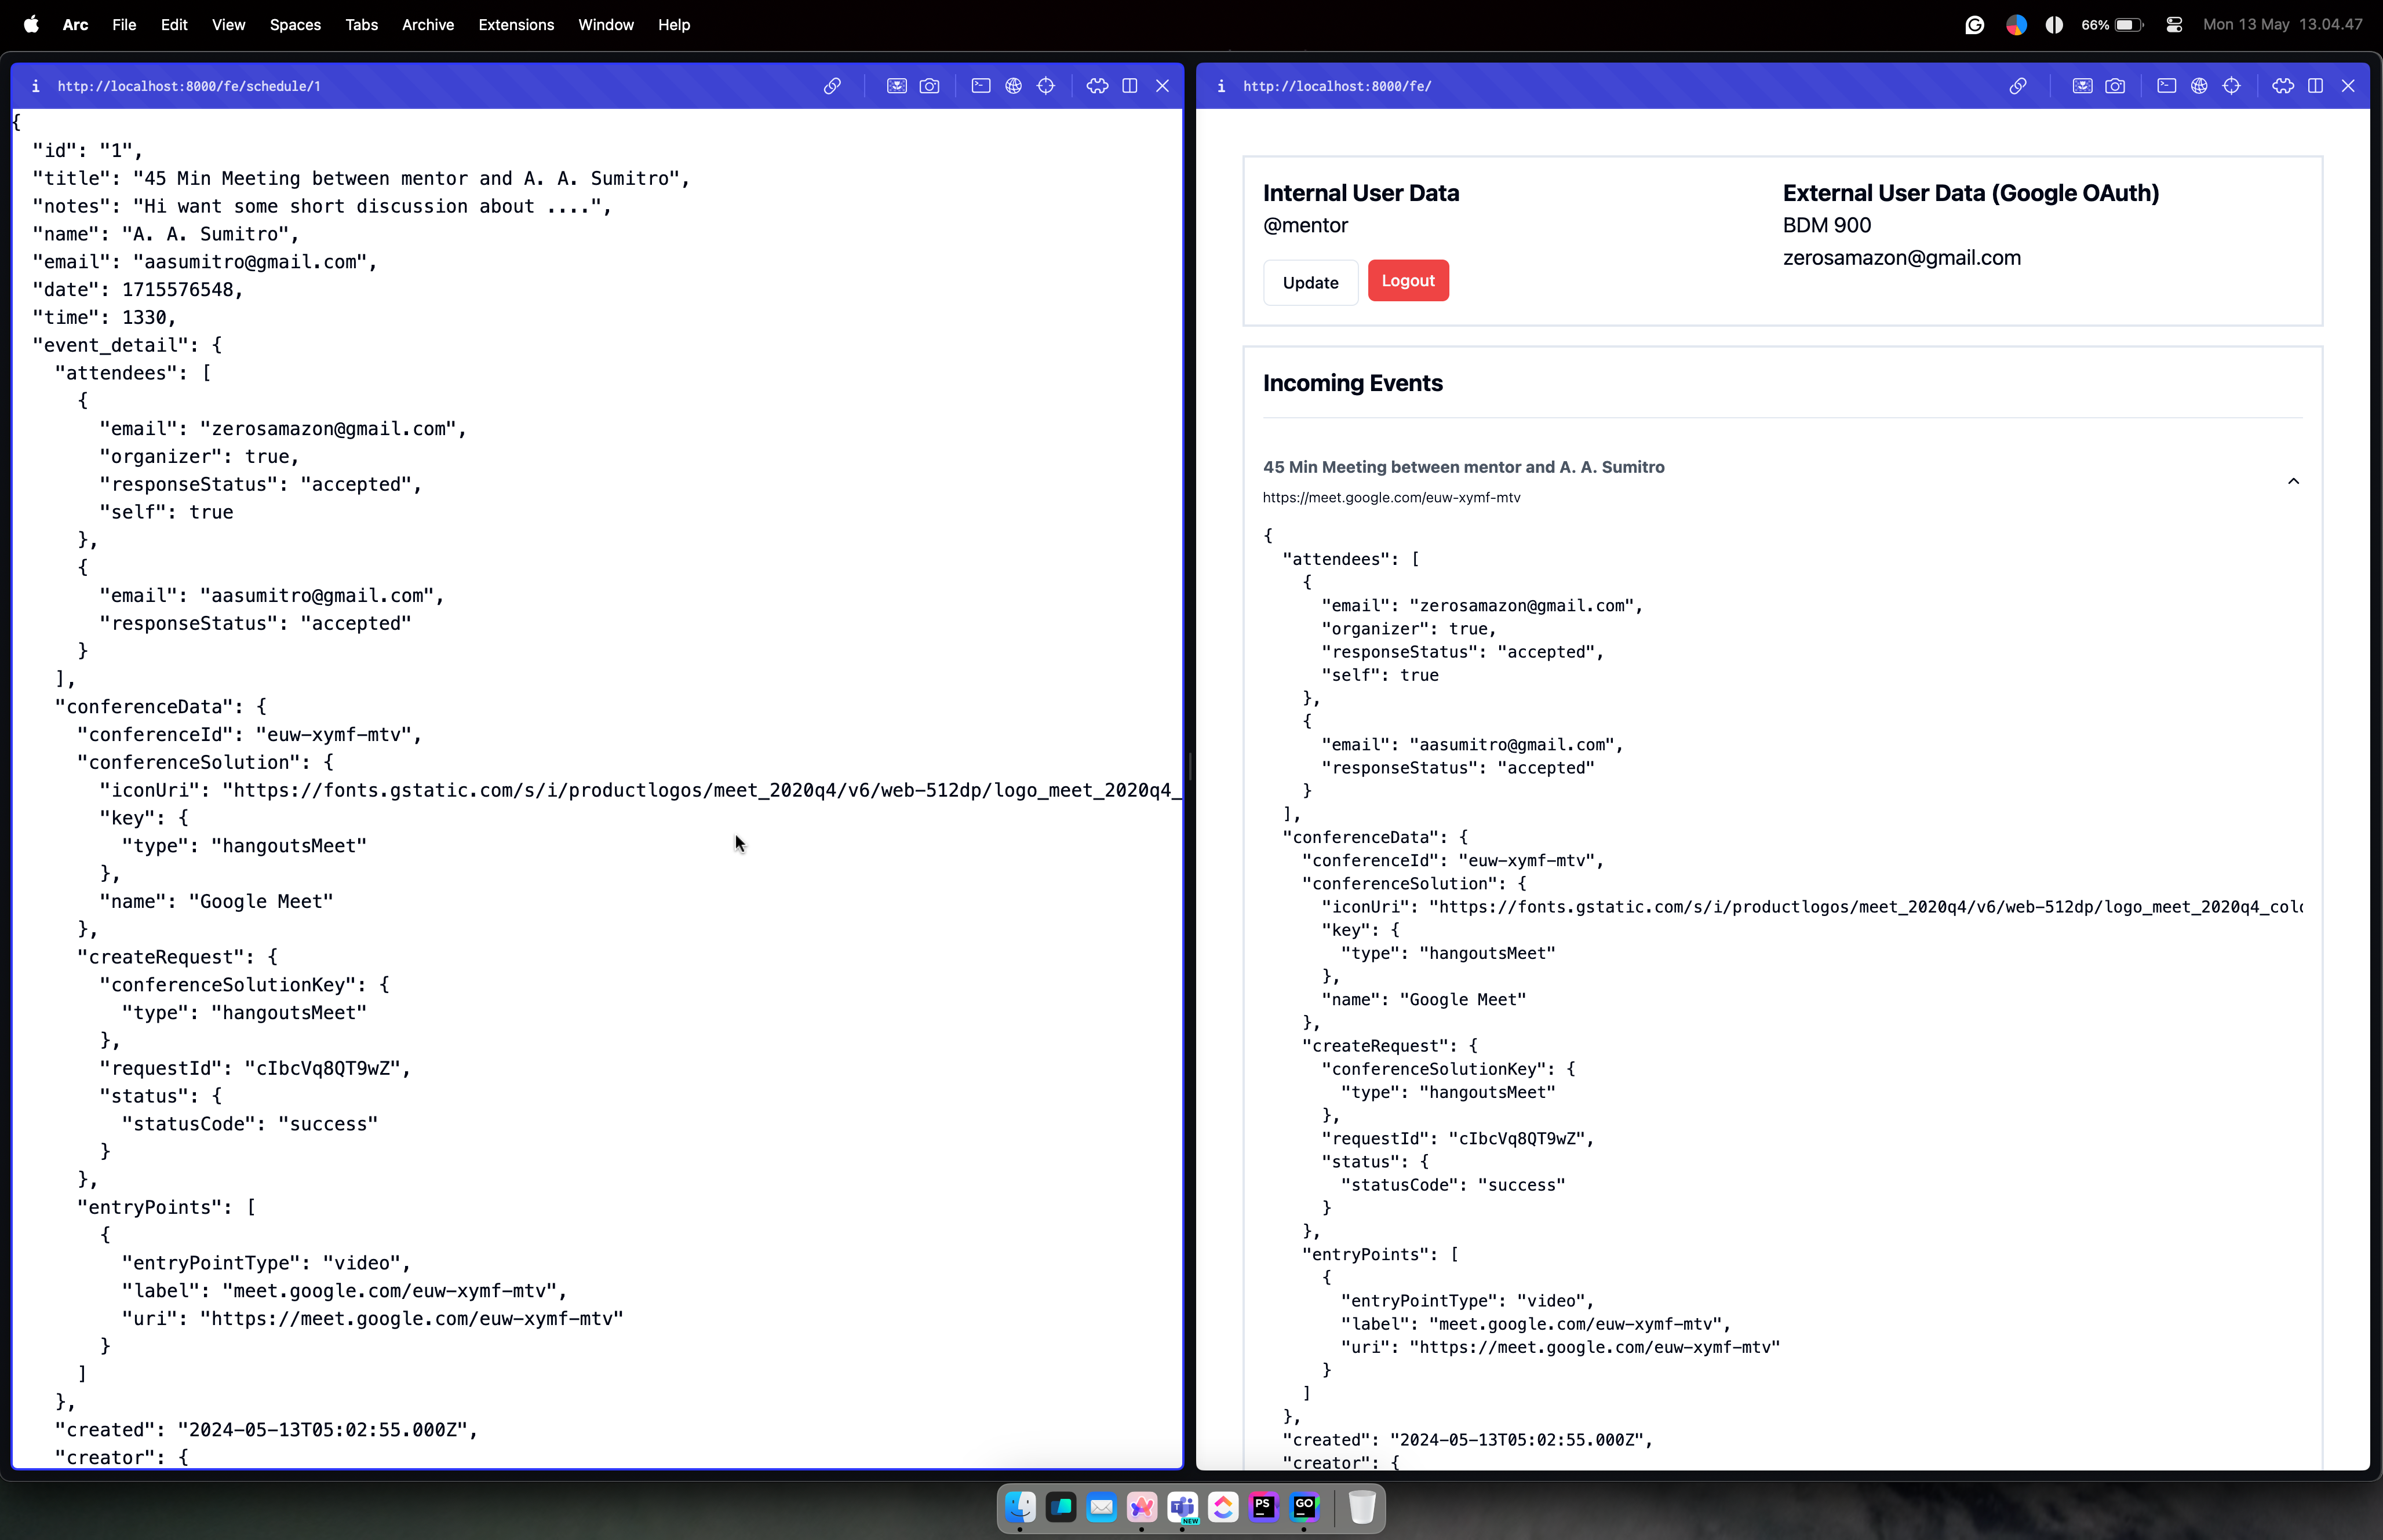 Arc File Edit View Spaces Tabs Archive Extensions Window Help
66% Mon 13 May 13.04.47
http://localhost:8000/fe/schedule/1
{
"id": "1",
"title": "45 Min Meeting between mentor and A. A. Sumitro",
"notes": "Hi want some short discussion about ....",
"name": "A. A. Sumitro",
"email": "aasumitro@gmail.com",
"date": 1715576548,
"time": 1330,
"event_detail": {
"attendees": [
{
"email": "zerosamazon@gmail.com",
"organizer": true,
"responseStatus": "accepted",
"self": true
},
{
"email": "aasumitro@gmail.com",
"responseStatus": "accepted"
}
],
"conferenceData": {
"conferenceId": "euw-xymf-mtv",
"conferenceSolution": {
"iconUri": "https://fonts.gstatic.com/s/i/productlogos/meet_2020q4/v6/web-512dp/logo_meet_2020q4_
"key": {
"type": "hangoutsMeet"
},
"name": "Google Meet"
},
"createRequest": {
"conferenceSolutionKey": {
"type": "hangoutsMeet"
},
"requestId": "cIbcVq8QT9wZ",
"status": {
"statusCode": "success"
}
},
"entryPoints": [
{
"entryPointType": "video",
"label": "meet.google.com/euw-xymf-mtv",
"uri": "https://meet.google.com/euw-xymf-mtv"
}
]
},
"created": "2024-05-13T05:02:55.000Z",
"creator": {
http://localhost:8000/fe/
Internal User Data
@mentor
Update Logout
External User Data (Google OAuth)
BDM 900
zerosamazon@gmail.com
Incoming Events
45 Min Meeting between mentor and A. A. Sumitro
https://meet.google.com/euw-xymf-mtv
{
"attendees": [
{
"email": "zerosamazon@gmail.com",
"organizer": true,
"responseStatus": "accepted",
"self": true
},
{
"email": "aasumitro@gmail.com",
"responseStatus": "accepted"
}
],
"conferenceData": {
"conferenceId": "euw-xymf-mtv",
"conferenceSolution": {
"iconUri": "https://fonts.gstatic.com/s/i/productlogos/meet_2020q4/v6/web-512dp/logo_meet_2020q4_colo
"key": {
"type": "hangoutsMeet"
},
"name": "Google Meet"
},
"createRequest": {
"conferenceSolutionKey": {
"type": "hangoutsMeet"
},
"requestId": "cIbcVq8QT9wZ",
"status": {
"statusCode": "success"
}
},
"entryPoints": [
{
"entryPointType": "video",
"label": "meet.google.com/euw-xymf-mtv",
"uri": "https://meet.google.com/euw-xymf-mtv"
}
]
},
"created": "2024-05-13T05:02:55.000Z",
"creator": {
NEW PS GO